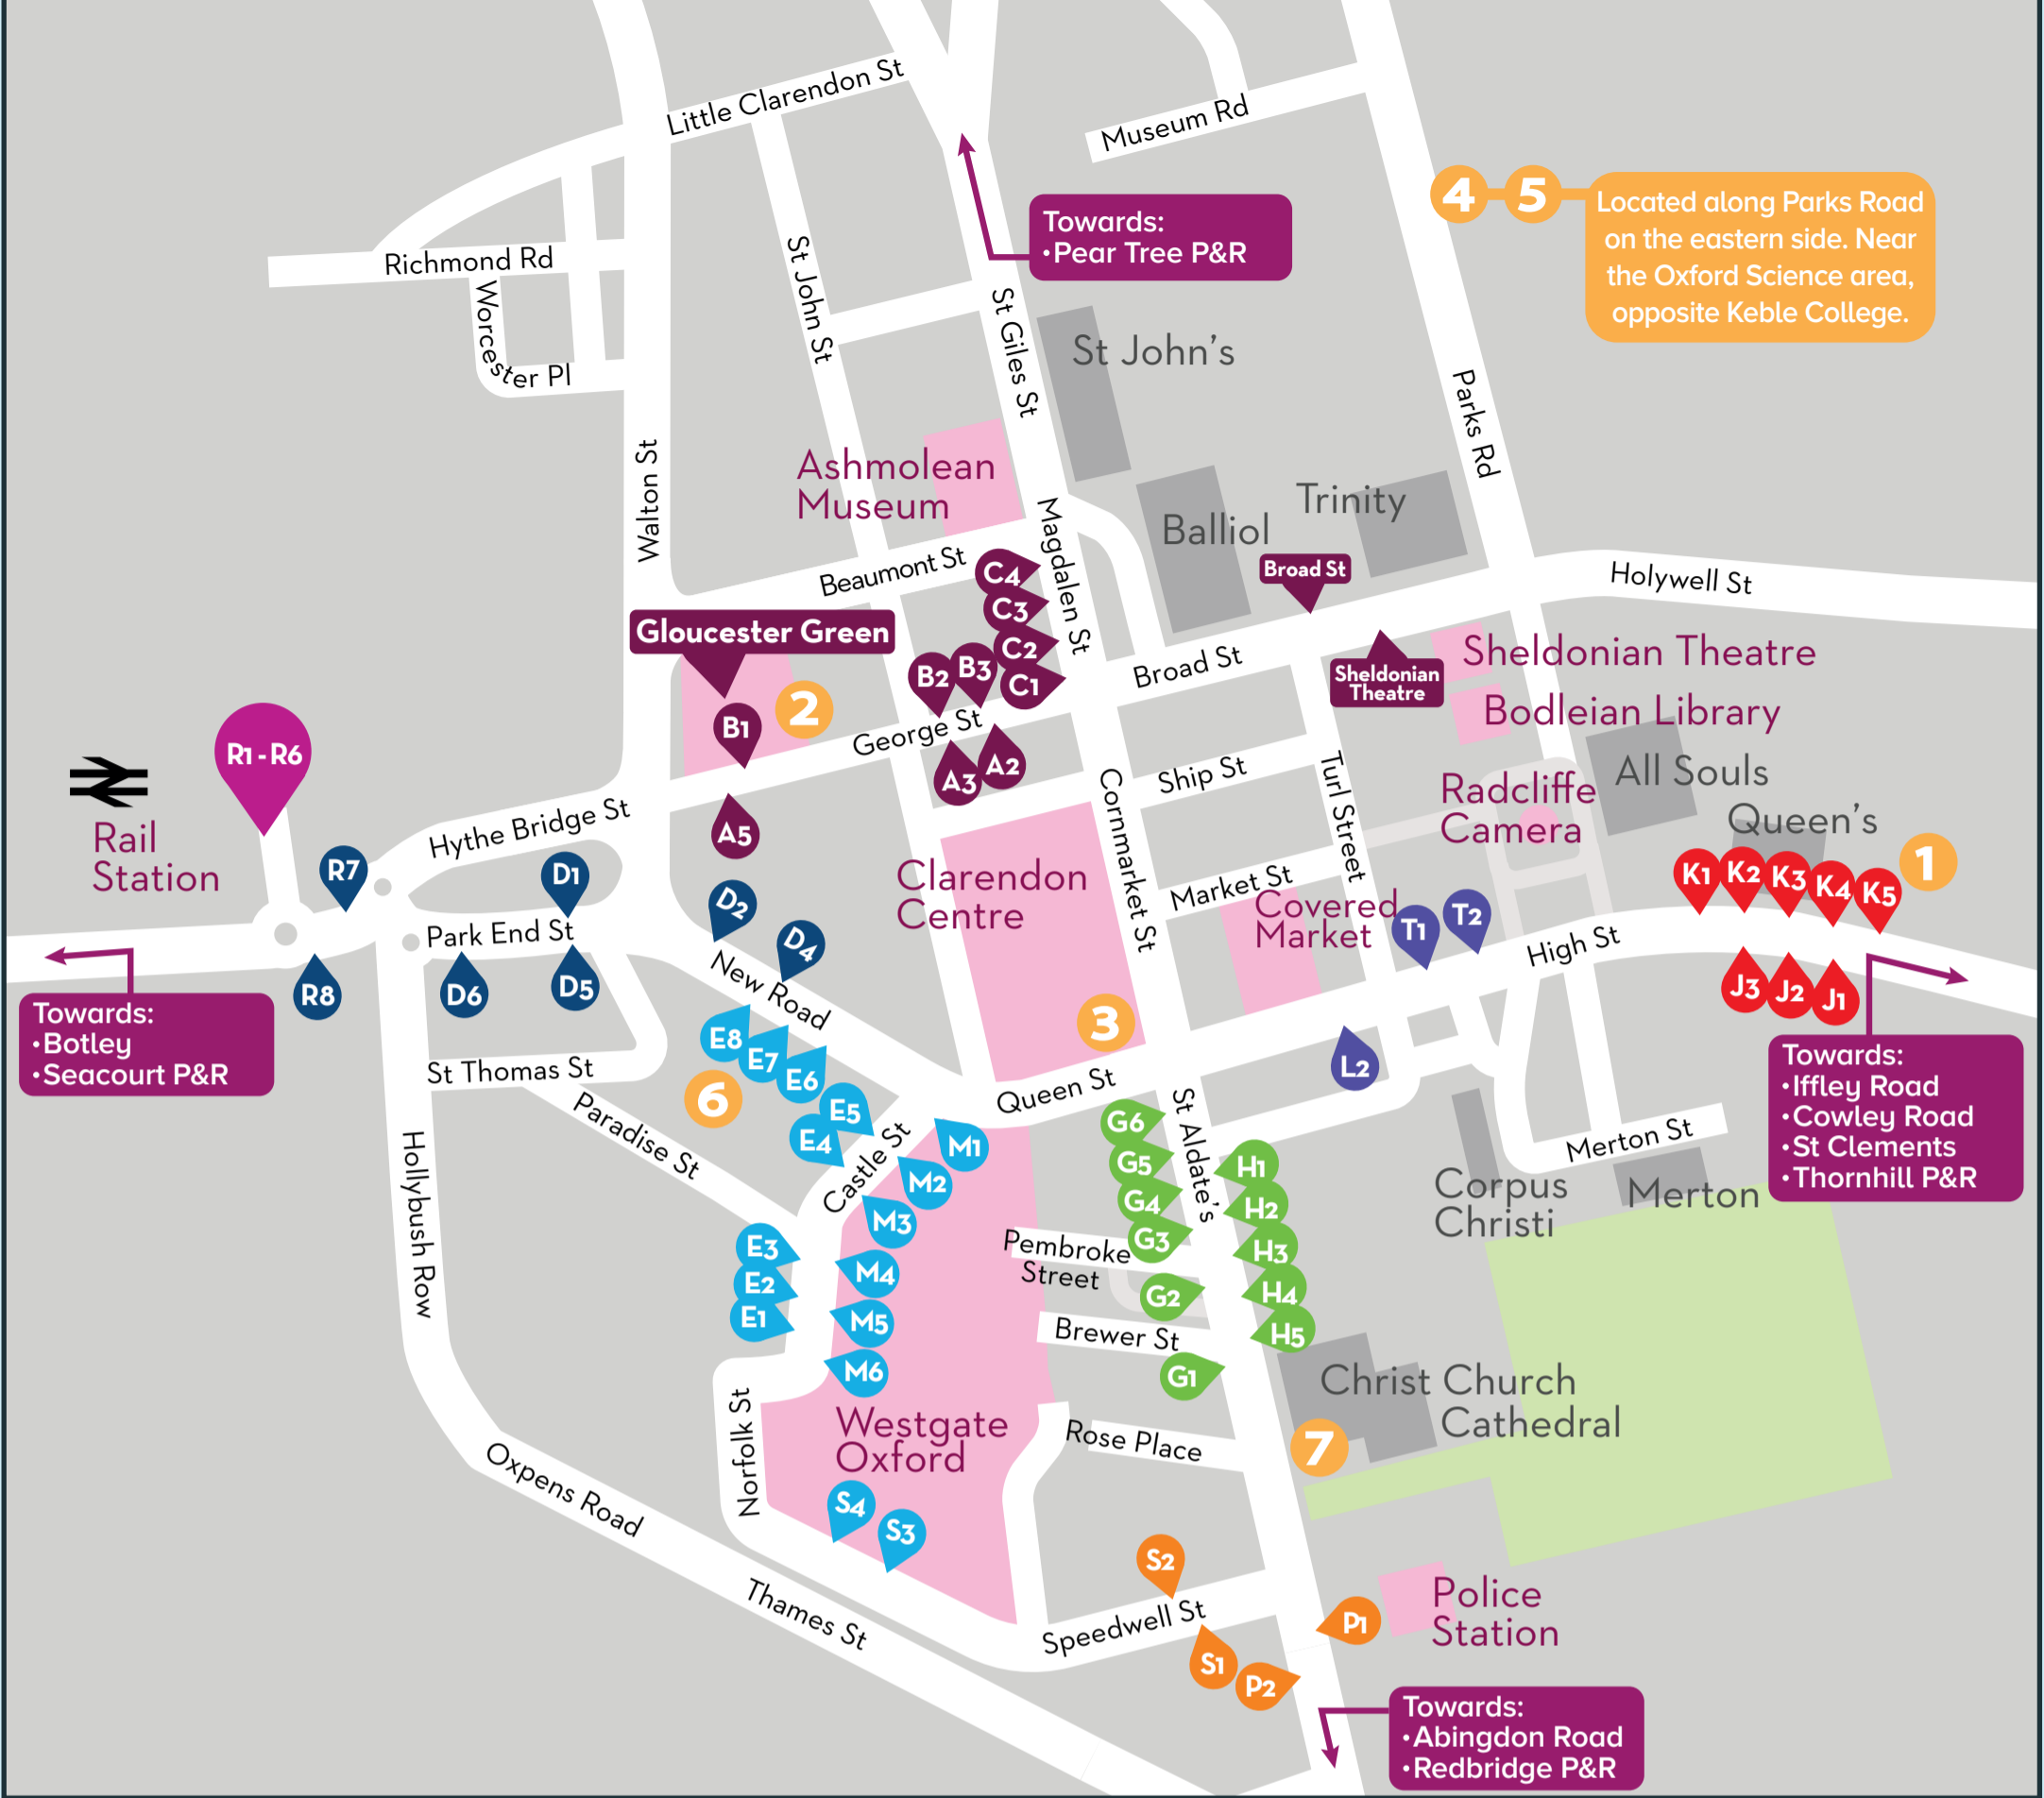 Little Clarendon St
Museum Rd
4
5
Located along Parks Road
on the eastern side. Near
the Oxford Science area,
opposite Keble College.
Towards:
•Pear Tree P&R
Richmond Rd
Worcester Pl
St John St
St Giles St
St John's
Parks Rd
Walton St
Ashmolean
Museum
Magdalen St
Balliol
Trinity
Beaumont St
Broad St
Holywell St
C4
C3
C2
C1
Gloucester Green
B1
2
B2
B3
Broad St
Sheldonian
Theatre
Sheldonian Theatre
Bodleian Library
George St
A3
A2
A5
R1-R6
Rail
Station
Hythe Bridge St
Ship St
Cornmarket St
Turl Street
Radcliffe
Camera
All Souls
Queen's
1
K1
K2
K3
K4
K5
R7
D1
D2
D4
Clarendon
Centre
Market St
Covered
Market
T1
T2
High St
Park End St
New Road
R8
D6
D5
J3
J2
J1
Towards:
•Botley
•Seacourt P&R
St Thomas St
3
E8
E7
E6
E5
E4
6
Queen St
L2
Towards:
•Iffley Road
•Cowley Road
•St Clements
•Thornhill P&R
Paradise St
Castle St
M1
M2
M3
M4
M5
M6
St Aldate's
G6
G5
G4
G3
G2
G1
H1
H2
H3
H4
H5
Merton St
Corpus
Christi
Merton
Hollybush Row
E3
E2
E1
Pembroke
Street
Brewer St
Christ Church
Cathedral
7
Rose Place
Norfolk St
Westgate
Oxford
S4
S3
Oxpens Road
Thames St
S2
Speedwell St
S1
P2
P1
Police
Station
Towards:
•Abingdon Road
•Redbridge P&R